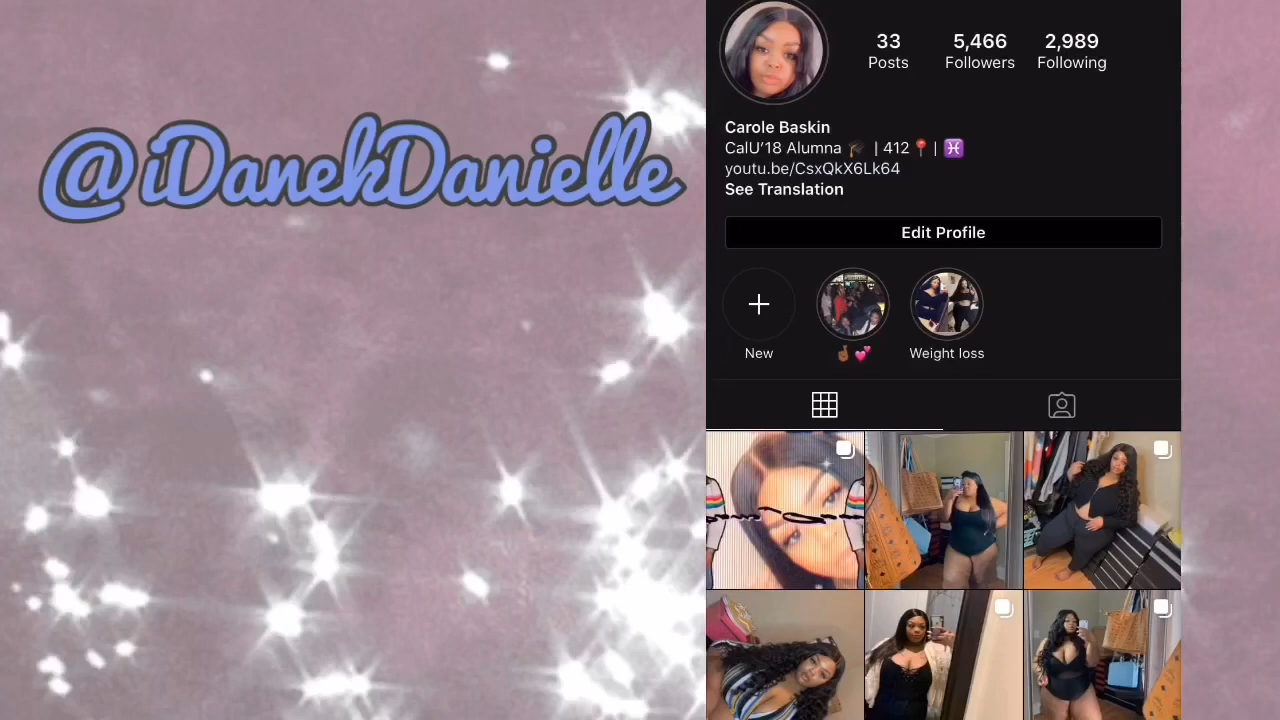 @iDanekDanielle
33
Posts
5,466
Followers
2,989
Following
Carole Baskin
CalU'18 Alumna 🎓 | 412📍| ♓
youtu.be/CsxQkX6Lk64
See Translation
Edit Profile
New
🤞🏾💕
Weight loss